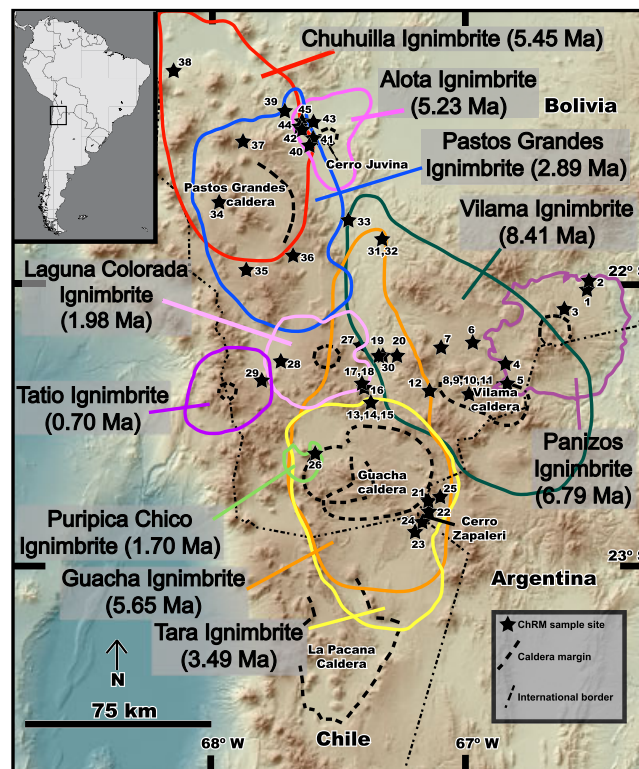 Chuhuilla Ignimbrite (5.45 Ma)
38
Alota Ignimbrite
(5.23 Ma)
Bolivia
39
45
43
44
42
41
40
37
Cerro Juvina
Pastos Grandes
Ignimbrite
(2.89 Ma)
Pastos Grandes
caldera
34
33
Vilama Ignimbrite
(8.41 Ma)
31,32
36
35
Laguna Colorada
Ignimbrite
(1.98 Ma)
22º S
2
1
3
27
19
20
30
7
6
4
5
28
29
17,18
16
12
8,9,10,11
Vilama
caldera
13,14,15
Tatio Ignimbrite
(0.70 Ma)
Panizos
Ignimbrite
(6.79 Ma)
26
Guacha
caldera
21
25
22
24
23
Cerro
Zapaleri
Puripica Chico
Ignimbrite (1.70 Ma)
23º S
Guacha Ignimbrite
(5.65 Ma)
Argentina
Tara Ignimbrite
(3.49 Ma)
La Pacana
Caldera
ChRM sample site
Caldera margin
International border
N
75 km
Chile
68º W
67º W